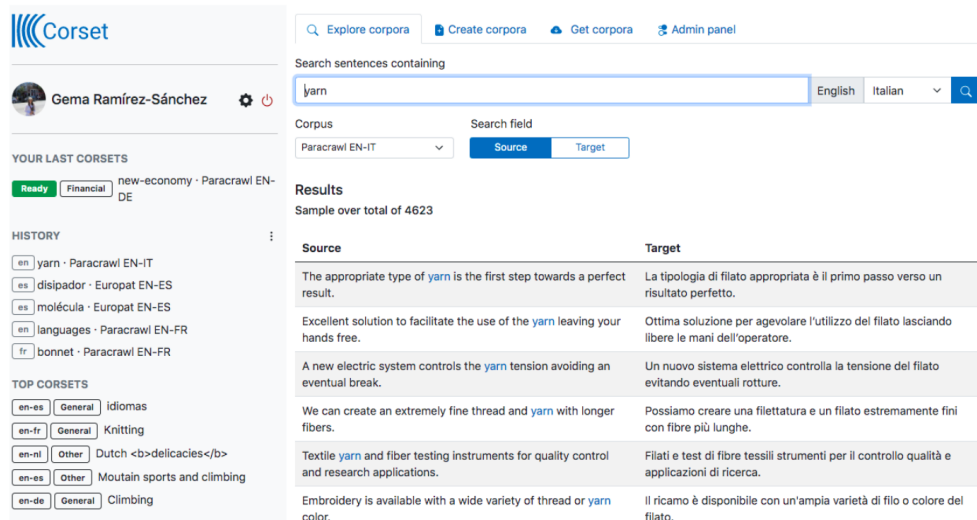 Corset
Explore corpora
Create corpora
Get corpora
Admin panel
Gema Ramírez-Sánchez
YOUR LAST CORSETS
Ready Financial new-economy · Paracrawl EN-
DE
HISTORY
en yarn · Paracrawl EN-IT
es disipador · Europat EN-ES
es molécula · Europat EN-ES
en languages · Paracrawl EN-FR
fr bonnet · Paracrawl EN-FR
TOP CORSETS
en-es General idiomas
en-fr General Knitting
en-nl Other Dutch <b>delicacies</b>
en-es Other Moutain sports and climbing
en-de General Climbing
Search sentences containing
yarn English Italian
Corpus Search field
Paracrawl EN-IT Source Target
Results
Sample over total of 4623
Source Target
The appropriate type of yarn is the first step towards a perfect
result.
La tipologia di filato appropriata è il primo passo verso un
risultato perfetto.
Excellent solution to facilitate the use of the yarn leaving your
hands free.
Ottima soluzione per agevolare l'utilizzo del filato lasciando
libere le mani dell'operatore.
A new electric system controls the yarn tension avoiding an
eventual break.
Un nuovo sistema elettrico controlla la tensione del filato
evitando eventuali rotture.
We can create an extremely fine thread and yarn with longer
fibers.
Possiamo creare una filettatura e un filato estremamente fini
con fibre più lunghe.
Textile yarn and fiber testing instruments for quality control
and research applications.
Filati e test di fibre tessili strumenti per il controllo qualità e
applicazioni di ricerca.
Embroidery is available with a wide variety of thread or yarn
color.
Il ricamo è disponibile con un'ampia varietà di filo o colore del
filato.